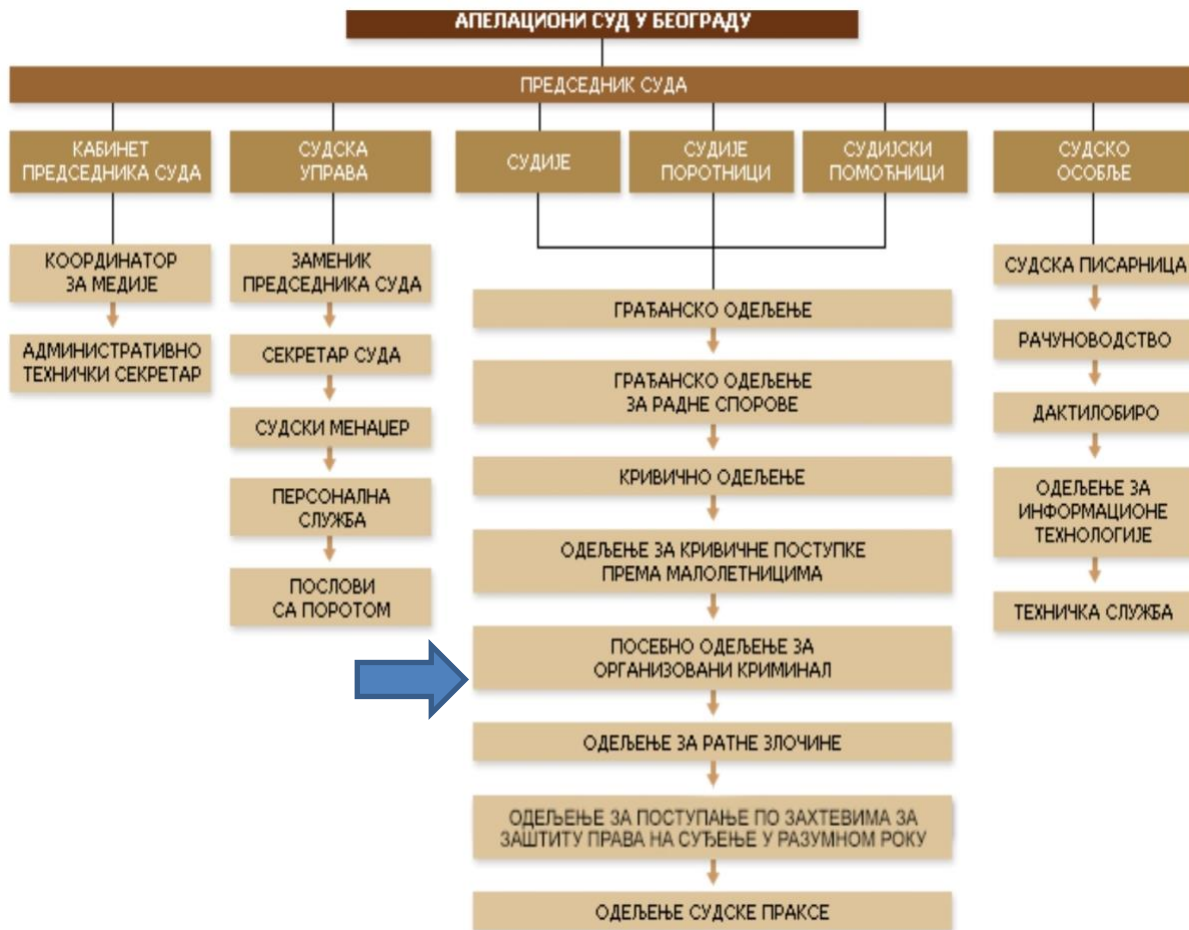 АПЕЛАЦИОНИ СУД У БЕОГРАДУ
ПРЕДСЕДНИК СУДА
КАБИНЕТ
ПРЕДСЕДНИКА СУДА
СУДСКА
УПРАВА
СУДИЈЕ
СУДИЈЕ
ПОРОТНИЦИ
СУДИЈСКИ
ПОМОЋНИЦИ
СУДСКО
ОСОБЉЕ
КООРДИНАТОР
ЗА МЕДИЈЕ
АДМИНИСТРАТИВНО
ТЕХНИЧКИ СЕКРЕТАР
ЗАМЕНИК
ПРЕДСЕДНИКА СУДА
СЕКРЕТАР СУДА
СУДСКИ МЕНАЏЕР
ПЕРСОНАЛНА
СЛУЖБА
ПОСЛОВИ
СА ПОРОТОМ
ГРАЂАНСКО ОДЕЉЕЊЕ
ГРАЂАНСКО ОДЕЉЕЊЕ
ЗА РАДНЕ СПОРОВЕ
КРИВИЧНО ОДЕЉЕЊЕ
ОДЕЉЕЊЕ ЗА КРИВИЧНЕ ПОСТУПКЕ
ПРЕМА МАЛОЛЕТНИЦИМА
ПОСЕБНО ОДЕЉЕЊЕ ЗА
ОРГАНИЗОВАНИ КРИМИНАЛ
ОДЕЉЕЊЕ ЗА РАТНЕ ЗЛОЧИНЕ
ОДЕЉЕЊЕ ЗА ПОСТУПАЊЕ ПО ЗАХТЕВИМА ЗА
ЗАШТИТУ ПРАВА НА СУЂЕЊЕ У РАЗУМНОМ РОКУ
ОДЕЉЕЊЕ СУДСКЕ ПРАКСЕ
СУДСКА ПИСАРНИЦА
РАЧУНОВОДСТВО
ДАКТИЛОБИРО
ОДЕЉЕЊЕ ЗА
ИНФОРМАЦИОНЕ
ТЕХНОЛОГИЈЕ
ТЕХНИЧКА СЛУЖБА